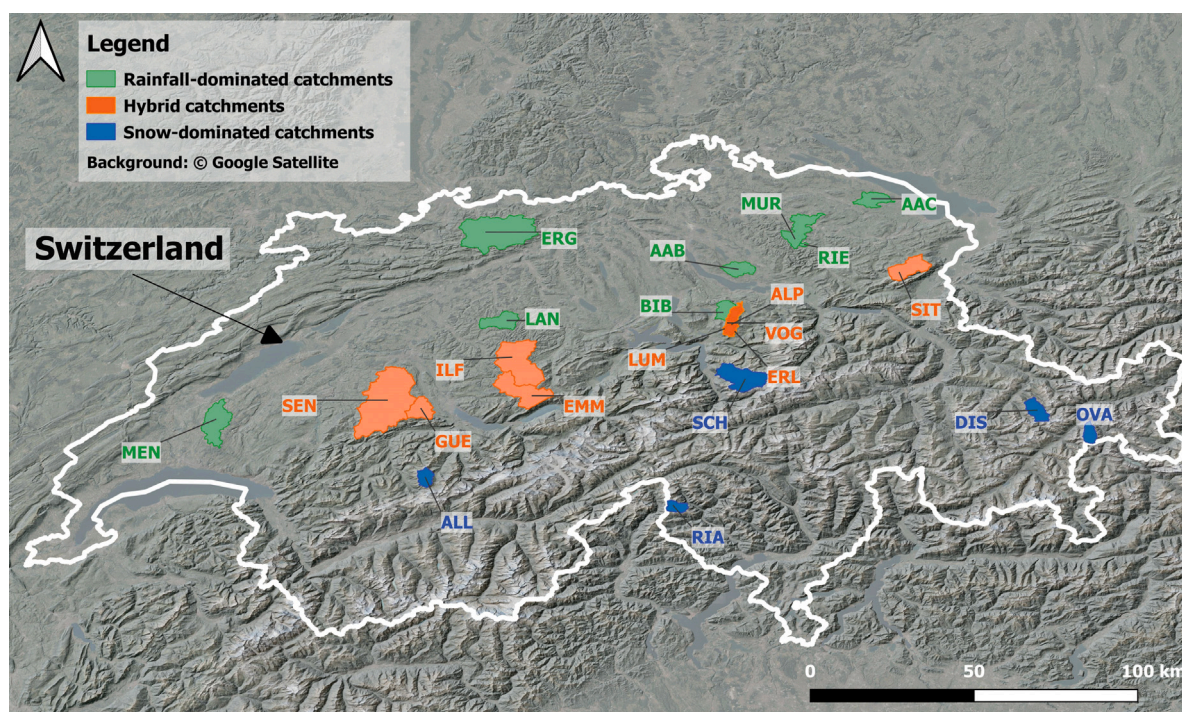 Legend
Rainfall-dominated catchments
Hybrid catchments
Snow-dominated catchments
Background: © Google Satellite
Switzerland
MUR
AAC
ERG
AAB
RIE
ALP
BIB
SIT
LAN
VOG
LUM
ILF
ERL
SEN
EMM
SCH
DIS
OVA
GUE
MEN
ALL
RIA
0
50
100 km